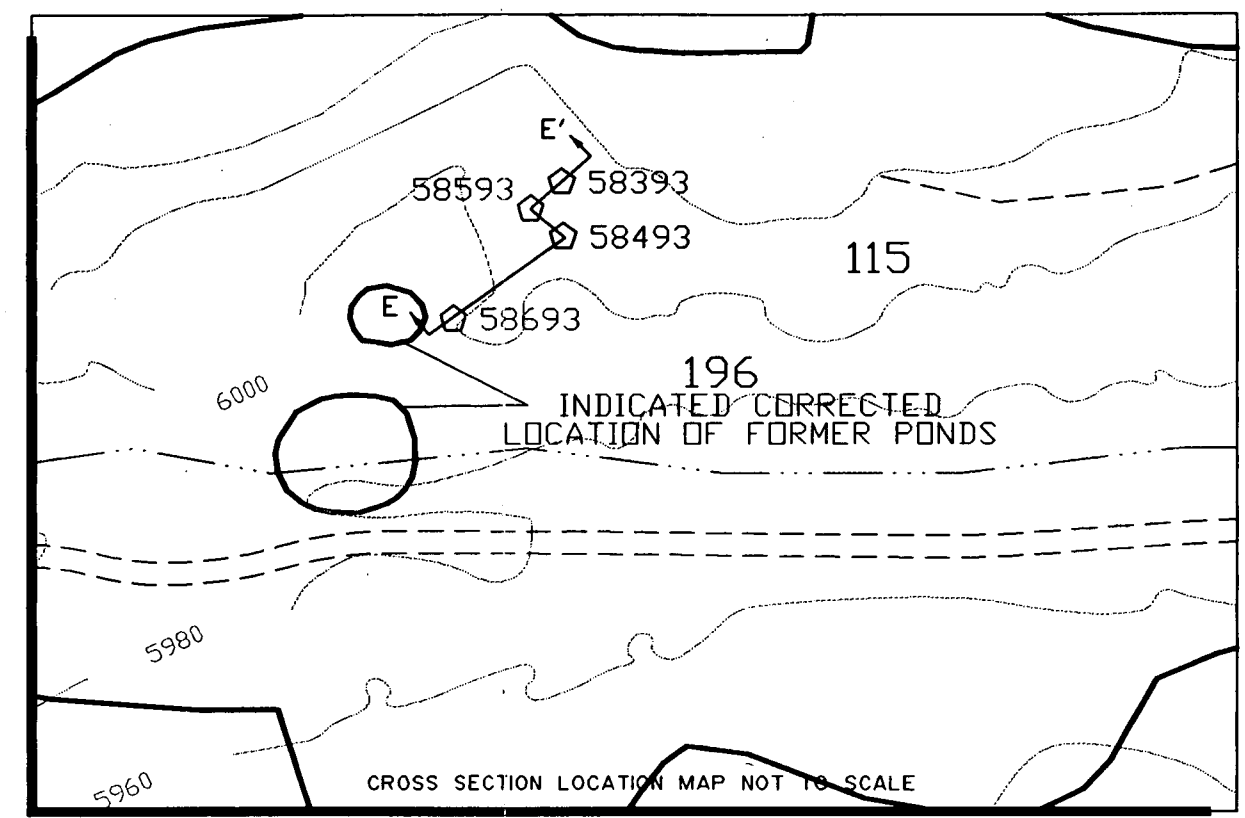 E'
58593
58393
58493
115
E
58693
196
6000
INDICATED CORRECTED
LOCATION OF FORMER PONDS
5980
5960
CROSS SECTION LOCATION MAP NOT TO SCALE